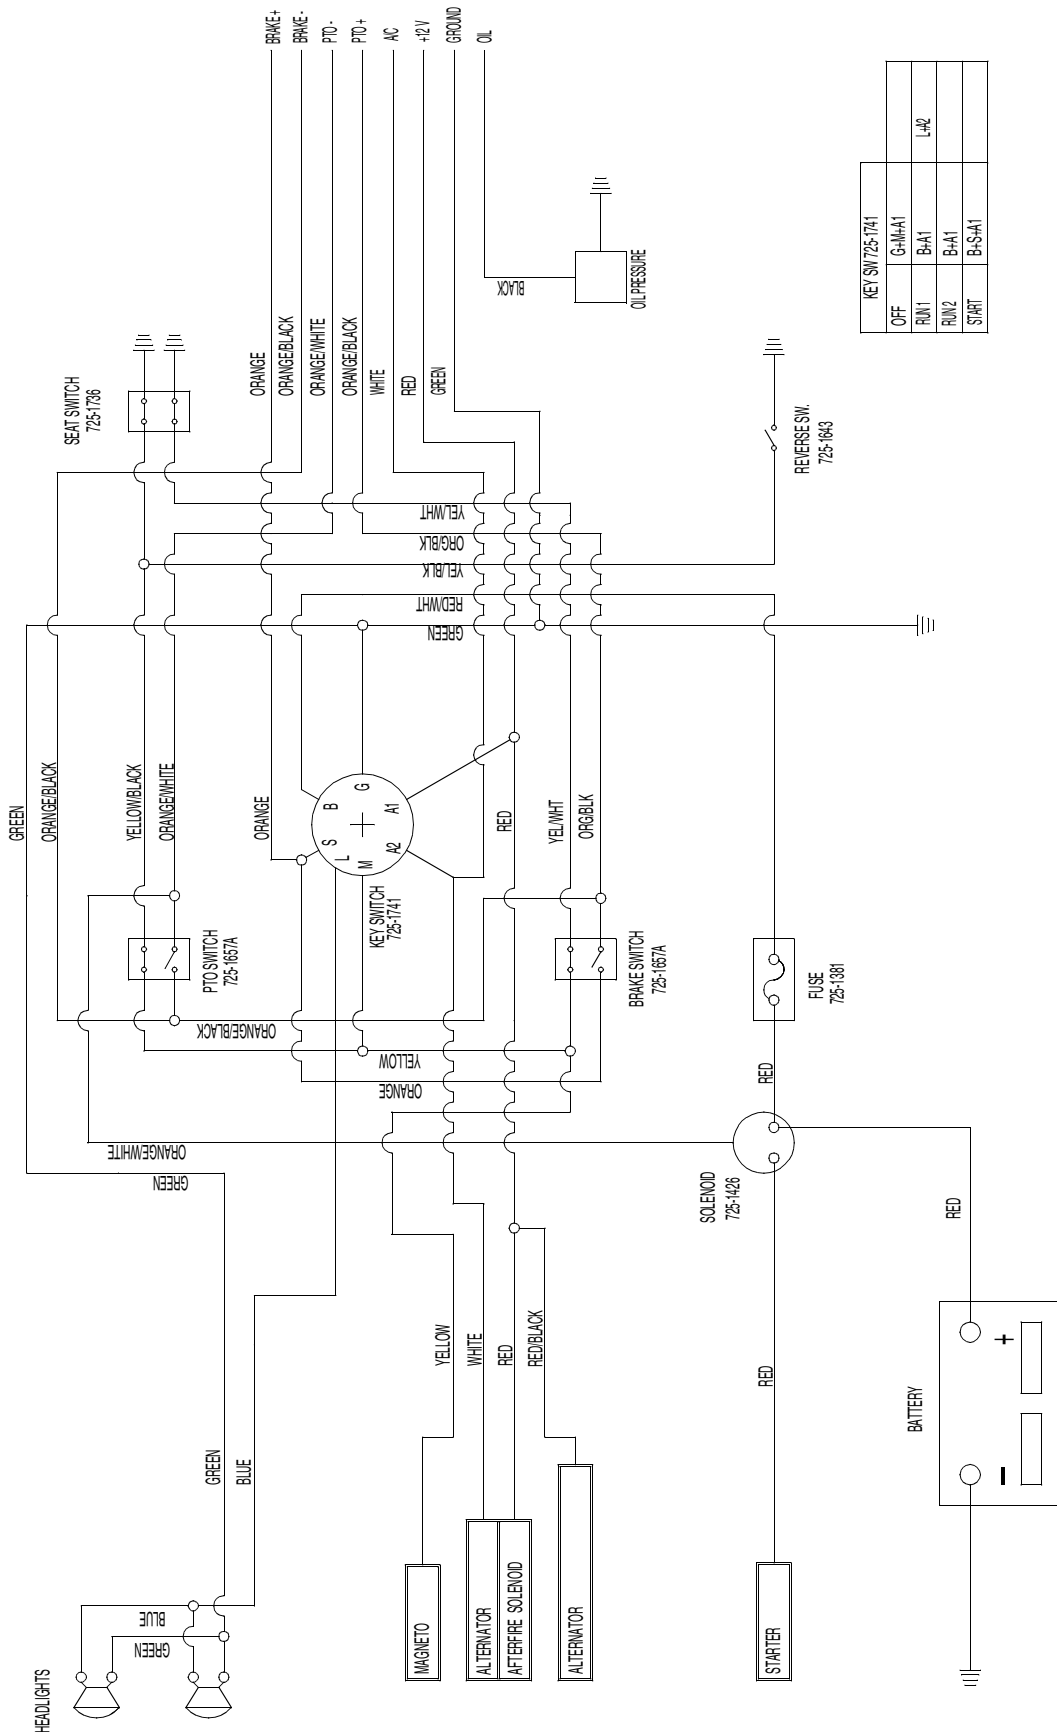 BRAKE+
BRAKE-
PTO -
PTO +
A/C
+12 V
GROUND
OIL
KEY SW 725-1741
OFF G+M+A1
RUN 1 B+A1 L+A2
RUN 2 B+A1
START B+S+A1
OIL PRESSURE
BLACK
SEAT SWITCH
725-1736
ORANGE
ORANGE/BLACK
ORANGE/WHITE
ORANGE/BLACK
WHITE
RED
GREEN
REVERSE SW.
725-1643
YEL/WHT
ORG/BLK
YEL/BLK
RED/WHT
GREEN
GREEN
ORANGE/BLACK
YELLOW/BLACK
ORANGE/WHITE
ORANGE
RED
YEL/WHT
ORG/BLK
B
G
S
L
M
A1
A2
KEY SWITCH
725-1741
PTO SWITCH
725-1657A
BRAKE SWITCH
725-1657A
FUSE
725-1381
ORANGE/BLACK
YELLOW
ORANGE
RED
ORANGE/WHITE
GREEN
SOLENOID
725-1426
RED
YELLOW
WHITE
RED
RED/BLACK
RED
BATTERY
+
-
GREEN
BLUE
BLUE
GREEN
HEADLIGHTS
MAGNETO
ALTERNATOR
AFTERFIRE SOLENOID
ALTERNATOR
STARTER